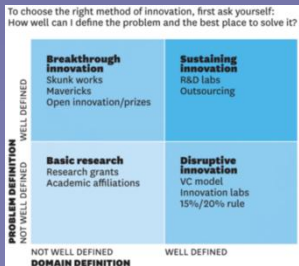 To choose the right method of innovation, first ask yourself:
How well can I define the problem and the best place to solve it?
PROBLEM DEFINITION
WELL DEFINED
Breakthrough
innovation
Skunk works
Mavericks
Open innovation/prizes
Sustaining
innovation
R&D labs
Outsourcing
NOT WELL DEFINED
Basic research
Research grants
Academic affiliations
Disruptive
innovation
VC model
Innovation labs
15%/20% rule
NOT WELL DEFINED
WELL DEFINED
DOMAIN DEFINITION